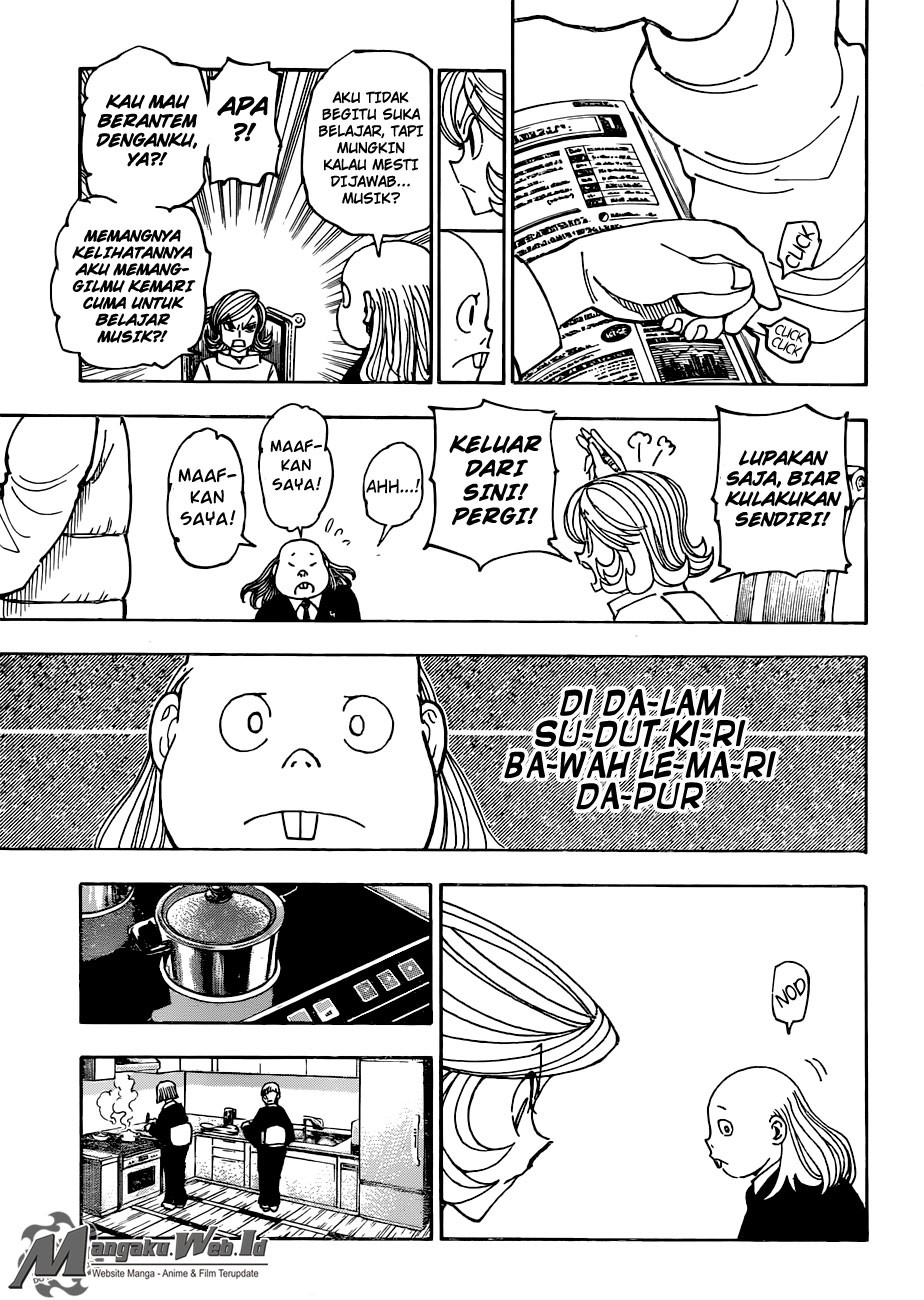 CLICK
CLICK
CLICK
AKU TIDAK
BEGITU SUKA
BELAJAR, TAPI
MUNGKIN
KALAU MESTI
DIJAWAB...
MUSIK?
APA
?!
KAU MAU
BERANTEM
DENGANKU,
YA?!
MEMANGNYA
KELIHATANNYA
AKU MEMANG-
GILMU KEMARI
CUMA UNTUK
BELAJAR
MUSIK?!
LUPAKAN
SAJA, BIAR
KULAKUKAN
SENDIRI!
KELUAR
DARI
SINI!
PERGI!
AHH...!
MAAF-
KAN
SAYA!
MAAF-
KAN
SAYA!
DI DA-LAM
SU-DUT KI-RI
BA-WAH LE-MA-RI
DA-PUR
NOD
Mangaku.Web.Id
Website Manga - Anime & Film Terupdate